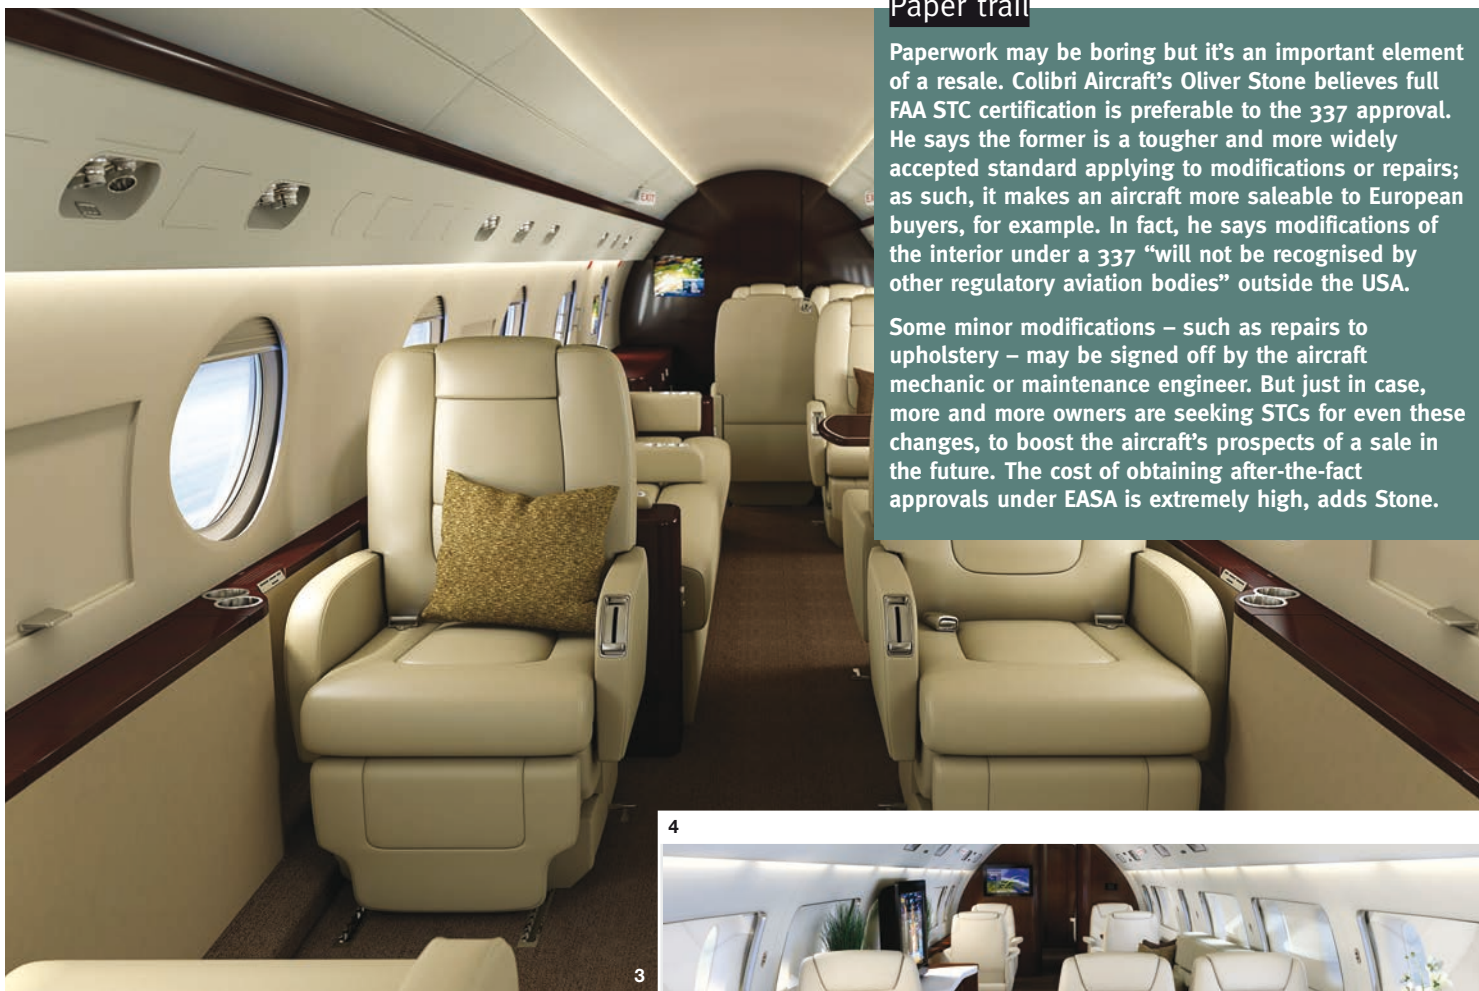 Paper trail
Paperwork may be boring but it’s an important element
of a resale. Colibri Aircraft’s Oliver Stone believes full
FAA STC certification is preferable to the 337 approval.
He says the former is a tougher and more widely
accepted standard applying to modifications or repairs;
as such, it makes an aircraft more saleable to European
buyers, for example. In fact, he says modifications of
the interior under a 337 “will not be recognised by
other regulatory aviation bodies” outside the USA.
Some minor modifications – such as repairs to
upholstery – may be signed off by the aircraft
mechanic or maintenance engineer. But just in case,
more and more owners are seeking STCs for even these
changes, to boost the aircraft’s prospects of a sale in
the future. The cost of obtaining after-the-fact
approvals under EASA is extremely high, adds Stone.
EXIT
4
3